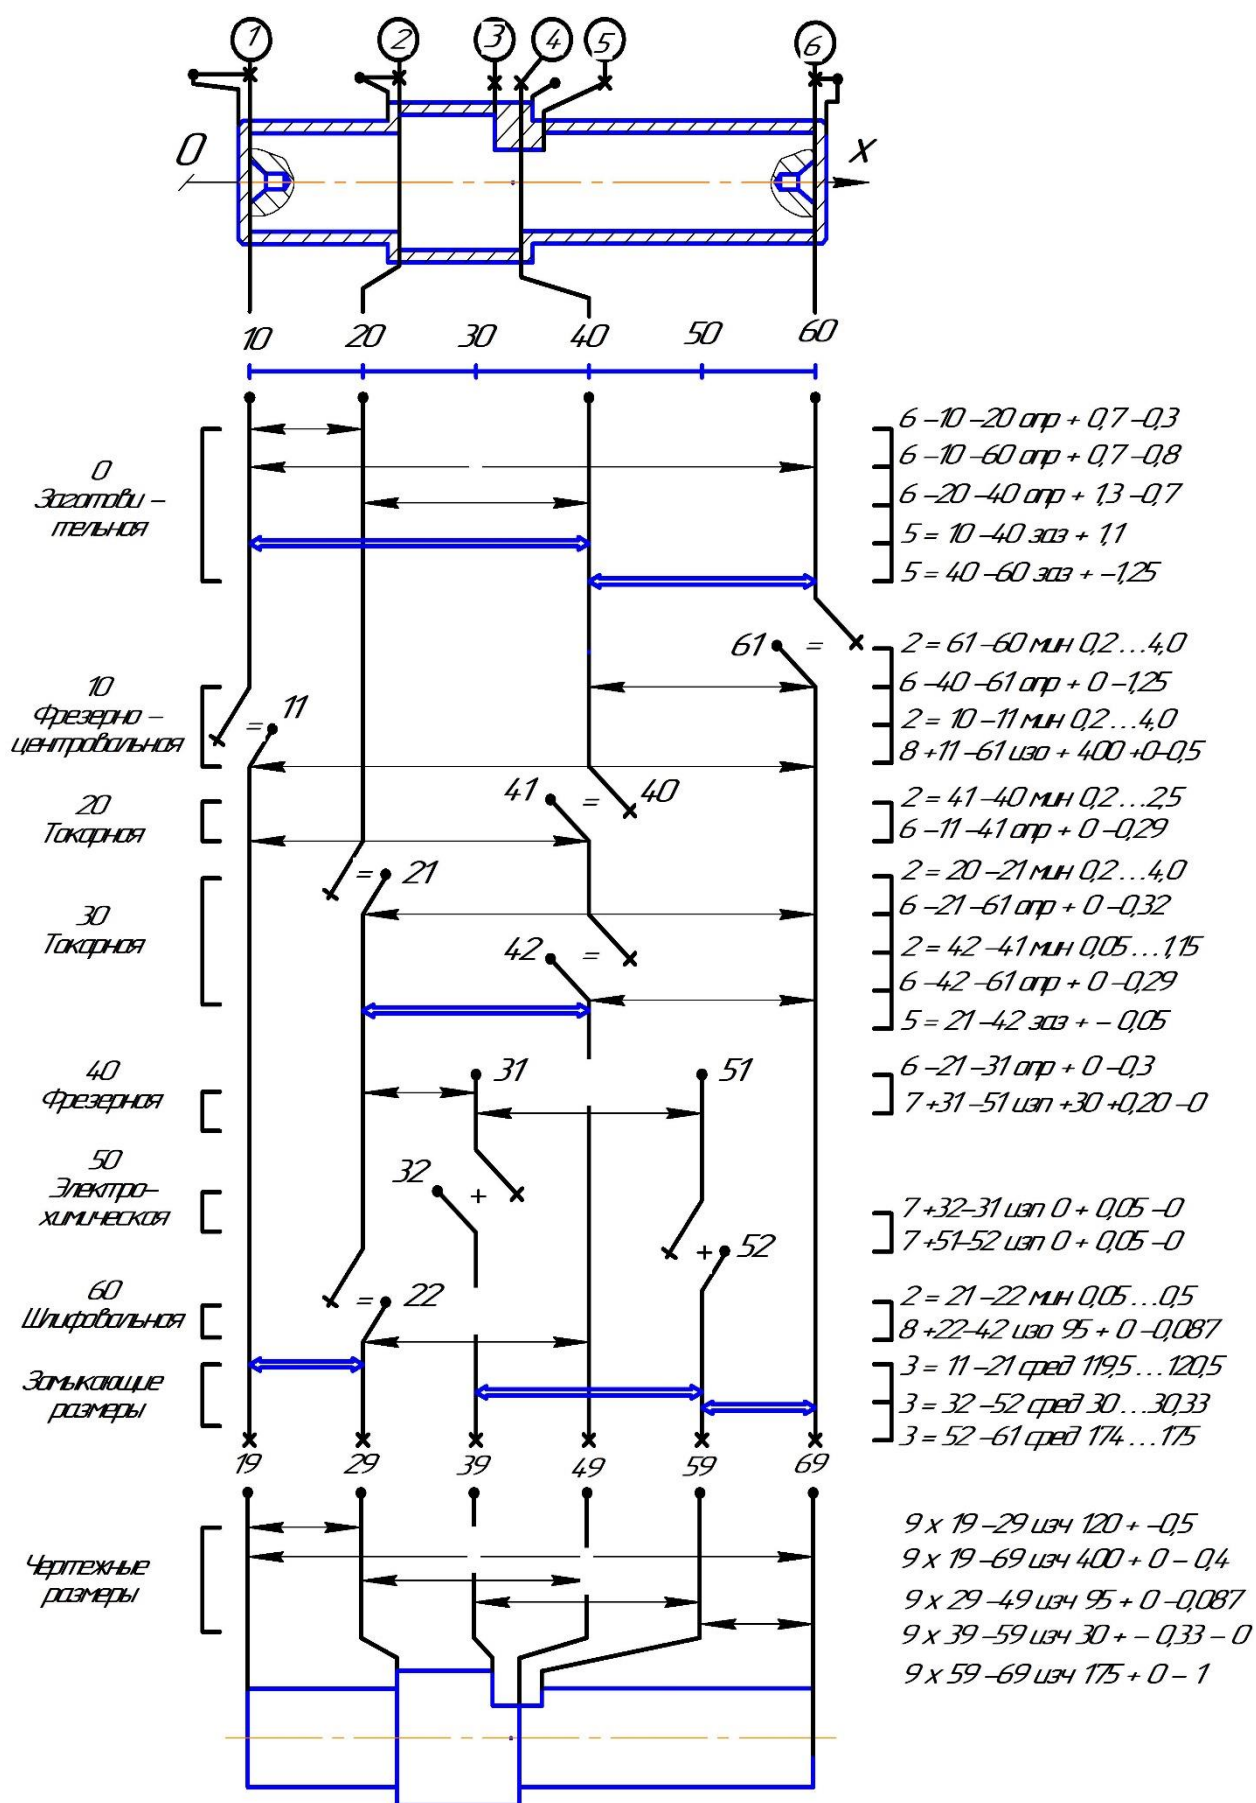 1 2 3 4 5 6
0 X
10 20 30 40 50 60
6 –10 –20 опр + 0,7 –0,3
6 –10 –60 опр + 0,7 –0,8
0
Заготови –
тельная
6 –20 –40 опр + 1,3 –0,7
5 = 10 –40 заз + 1,1
5 = 40 –60 заз + –1,25
61 =
2 = 61 –60 мин 0,2...4,0
10
Фрезерно –
центровальная
= 11
6 –40 –61 опр + 0 –1,25
2 = 10 –11 мин 0,2...4,0
8 +11 –61 изо + 400 +0–0,5
20
Токарная
41 = 40
2 = 41 –40 мин 0,2...2,5
6 –11 –41 опр + 0 –0,29
= 21
2 = 20 –21 мин 0,2...4,0
6 –21 –61 опр + 0 –0,32
30
Токарная
42 =
2 = 42 –41 мин 0,05...1,15
6 –42 –61 опр + 0 –0,29
5 = 21 –42 заз + – 0,05
40
Фрезерная
31 51
6 –21 –31 опр + 0 –0,3
7 +31 –51 изп +30 +0,20 –0
50
Электро–
химическая
32 +
+ 52
7 +32–31 изп 0 + 0,05 –0
7 +51–52 изп 0 + 0,05 –0
60
Шлифовальная
= 22
2 = 21 –22 мин 0,05...0,5
8 +22 –42 изо 95 + 0 –0,087
Замыкающие
размеры
3 = 11 –21 сред 119,5...120,5
3 = 32 –52 сред 30...30,33
3 = 52 –61 сред 174...175
19 29 39 49 59 69
Чертежные
размеры
9 x 19 –29 изч 120 + –0,5
9 x 19 –69 изч 400 + 0 – 0,4
9 x 29 –49 изч 95 + 0 –0,087
9 x 39 –59 изч 30 + – 0,33 – 0
9 x 59 –69 изч 175 + 0 – 1